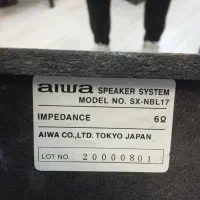 aiwa SPEAKER SYSTEM
MODEL NO. SX-NBL17
IMPEDANCE 6Ω
AIWA CO.,LTD. TOKYO JAPAN
LOT NO. 20000801